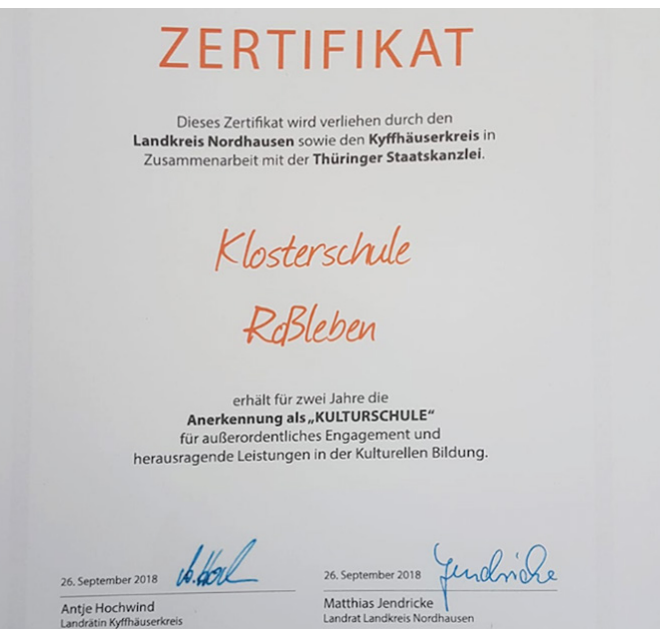 ZERTIFIKAT
Dieses Zertifikat wird verliehen durch den
Landkreis Nordhausen sowie den Kyffhäuserkreis in
Zusammenarbeit mit der Thüringer Staatskanzlei.
Klosterschule
Roßleben
erhält für zwei Jahre die
Anerkennung als „KULTURSCHULE“
für außerordentliches Engagement und
herausragende Leistungen in der Kulturellen Bildung.
26. September 2018 A. Hoch
Antje Hochwind
Landrätin Kyffhäuserkreis
26. September 2018 Jendricke
Matthias Jendricke
Landrat Landkreis Nordhausen